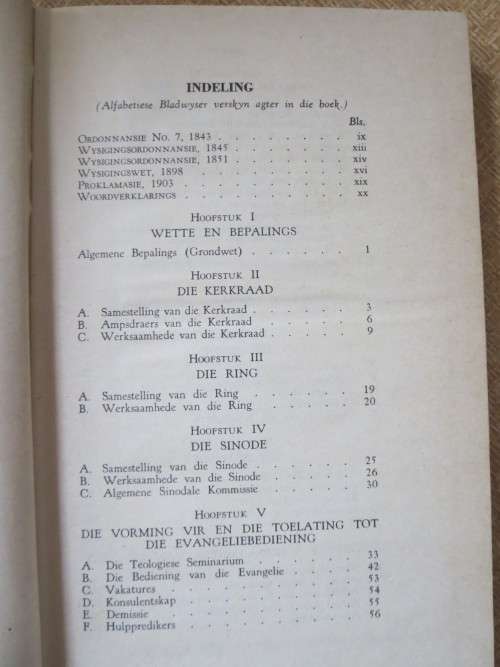 INDELING
(Alfabetiese Bladwyser verskyn agter in die boek.)
Bls.
ORDONNANSIE No. 7, 1843 . . . . . . . ix
WYSIGINGSORDONNANSIE, 1845 . . . . . . xiii
WYSIGINGSORDONNANSIE, 1851 . . . . . . xiv
WYSIGINGSWET, 1898 . . . . . . . xvi
PROKLAMASIE, 1903 . . . . . . . xix
WOORDVERKLARINGS . . . . . . . xx
HOOFSTUK I
WETTE EN BEPALINGS
Algemene Bepalings (Grondwet) . . . . . . 1
HOOFSTUK II
DIE KERKRAAD
A. Samestelling van die Kerkraad . . . . . 3
B. Ampsdraers van die Kerkraad . . . . . 6
C. Werksaamhede van die Kerkraad . . . . . 9
HOOFSTUK III
DIE RING
A. Samestelling van die Ring . . . . . 19
B. Werksaamhede van die Ring . . . . . 20
HOOFSTUK IV
DIE SINODE
A. Samestelling van die Sinode . . . . . 25
B. Werksaamhede van die Sinode . . . . . 26
C. Algemene Sinodale Kommissie . . . . . 30
HOOFSTUK V
DIE VORMING VIR EN DIE TOELATING TOT
DIE EVANGELIEBEDIENING
A. Die Teologiese Seminarium . . . . . 33
B. Die Bediening van die Evangelie . . . . . 42
C. Vakatures . . . . . . . . 53
D. Konsulentskap . . . . . . . 54
E. Demissie . . . . . . . . 55
F. Hulppredikers . . . . . . . 56